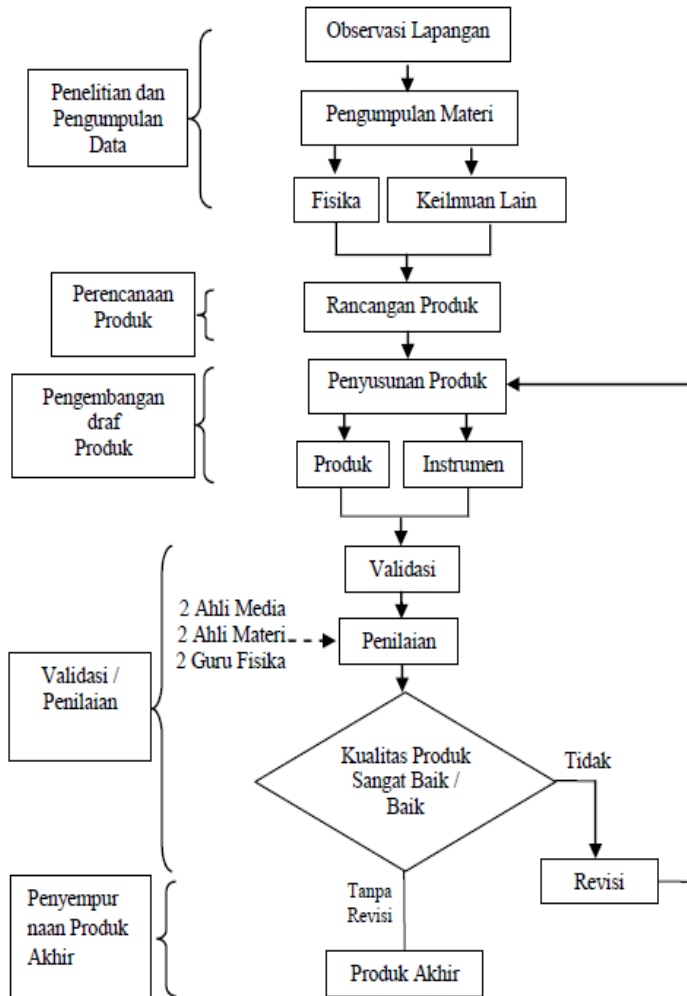 Observasi Lapangan
Penelitian dan
Pengumpulan
Data
Pengumpulan Materi
Fisika
Keilmuan Lain
Perencanaan
Produk
Rancangan Produk
Pengembangan
draf
Produk
Penyusunan Produk
Produk
Instrumen
Validasi
2 Ahli Media
2 Ahli Materi
2 Guru Fisika
Penilaian
Validasi /
Penilaian
Kualitas Produk
Sangat Baik /
Baik
Tidak
Revisi
Tanpa
Revisi
Penyempur
naan Produk
Akhir
Produk Akhir